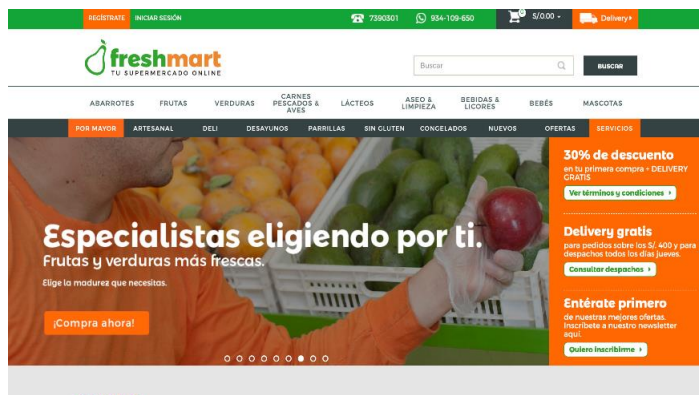 REGÍSTRATE INICIAR SESIÓN 7390301 934-109-650 0 S/.0.00 Delivery
freshmart
TU SUPERMERCADO ONLINE
Buscar BUSCAR
ABARROTES FRUTAS VERDURAS CARNES PESCADOS & AVES LÁCTEOS ASEO & LIMPIEZA BEBIDAS & LICORES BEBÉS MASCOTAS
POR MAYOR ARTESANAL DELI DESAYUNOS PARRILLAS SIN GLUTEN CONGELADOS NUEVOS OFERTAS SERVICIOS
Especialistas eligiendo por ti.
Frutas y verduras más frescas.
Elige la madurez que necesitas.
¡Compra ahora!
30% de descuento
en tu primera compra + DELIVERY
GRATIS
Ver términos y condiciones
Delivery gratis
para pedidos sobre los S/. 400 y para
despachos todos los días jueves.
Consultar despachos
Entérate primero
de nuestras mejores ofertas.
Inscríbete a nuestro newsletter
aquí.
Quiero inscribirme